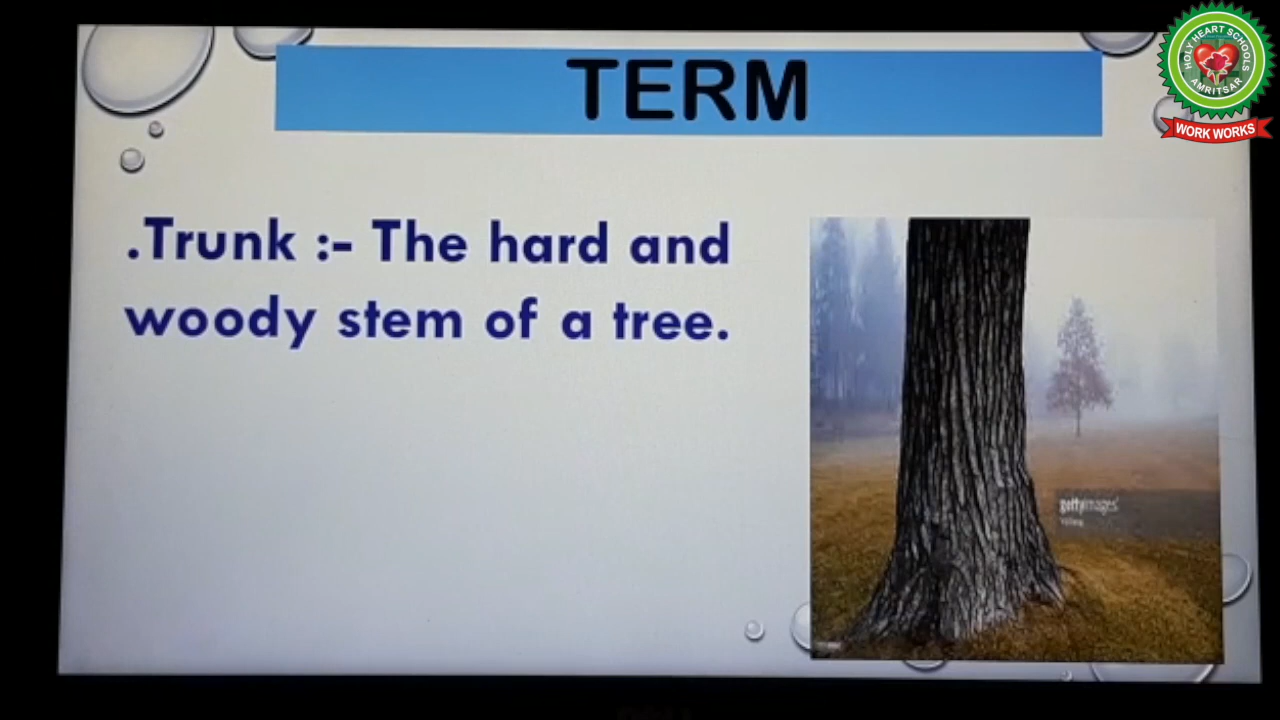 TERM
HOLY HEART SCHOOLS
AMRITSAR
WORK WORKS
.Trunk :- The hard and
woody stem of a tree.
gettyimages